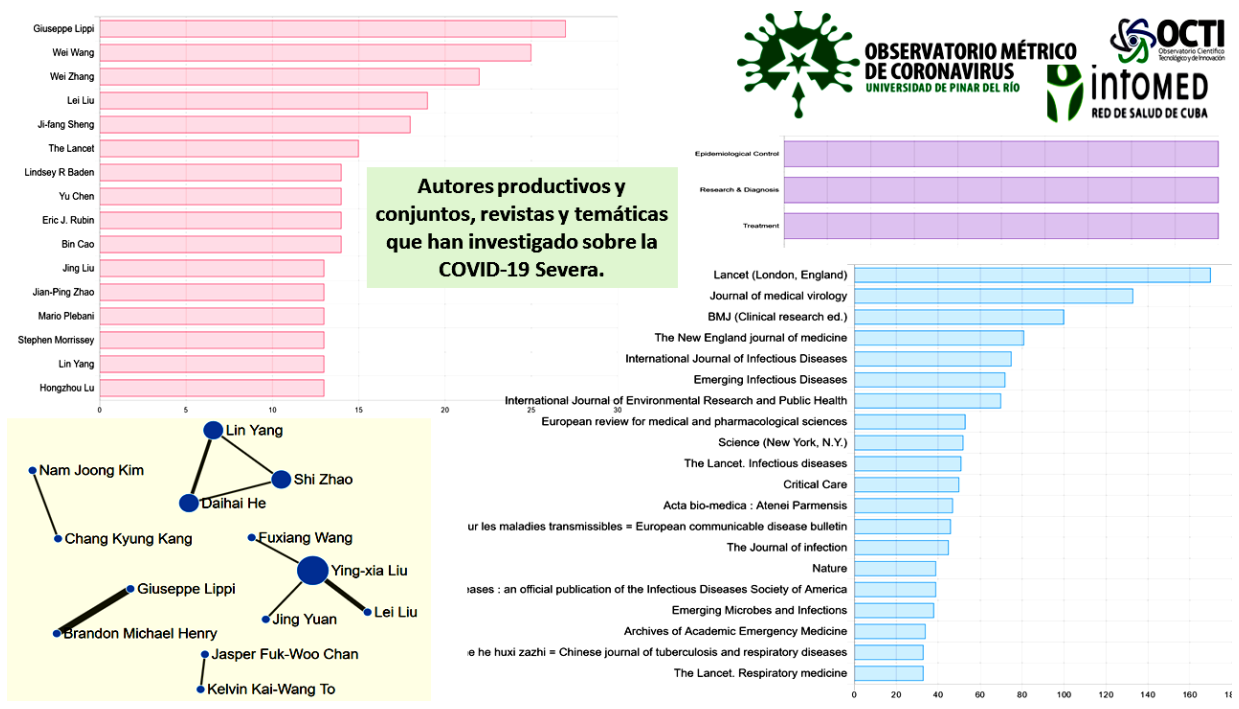 Giuseppe Lippi
Wei Wang
Wei Zhang
Lei Liu
Ji-fang Sheng
The Lancet
Lindsey R Baden
Yu Chen
Eric J. Rubin
Bin Cao
Jing Liu
Jian-Ping Zhao
Mario Plebani
Stephen Morrissey
Lin Yang
Hongzhou Lu
0 5 10 15 20 25 30
Autores productivos y
conjuntos, revistas y temáticas
que han investigado sobre la
COVID-19 Severa.
OBSERVATORIO MÉTRICO
DE CORONAVIRUS
UNIVERSIDAD DE PINAR DEL RÍO
OCTI
Observatorio Científico
Tecnológico y de Innovación
infOMED
RED DE SALUD DE CUBA
Epidemiological Control
Research & Diagnosis
Treatment
Lancet (London, England)
Journal of medical virology
BMJ (Clinical research ed.)
The New England journal of medicine
International Journal of Infectious Diseases
Emerging Infectious Diseases
International Journal of Environmental Research and Public Health
European review for medical and pharmacological sciences
Science (New York, N.Y.)
The Lancet. Infectious diseases
Critical Care
Acta bio-medica : Atenei Parmensis
ur les maladies transmissibles = European communicable disease bulletin
The Journal of infection
Nature
ases : an official publication of the Infectious Diseases Society of America
Emerging Microbes and Infections
Archives of Academic Emergency Medicine
e he huxi zazhi = Chinese journal of tuberculosis and respiratory diseases
The Lancet. Respiratory medicine
0 20 40 60 80 100 120 140 160
Lin Yang
Nam Joong Kim
Shi Zhao
Daihai He
Chang Kyung Kang
Fuxiang Wang
Ying-xia Liu
Giuseppe Lippi
Lei Liu
Jing Yuan
Brandon Michael Henry
Jasper Fuk-Woo Chan
Kelvin Kai-Wang To